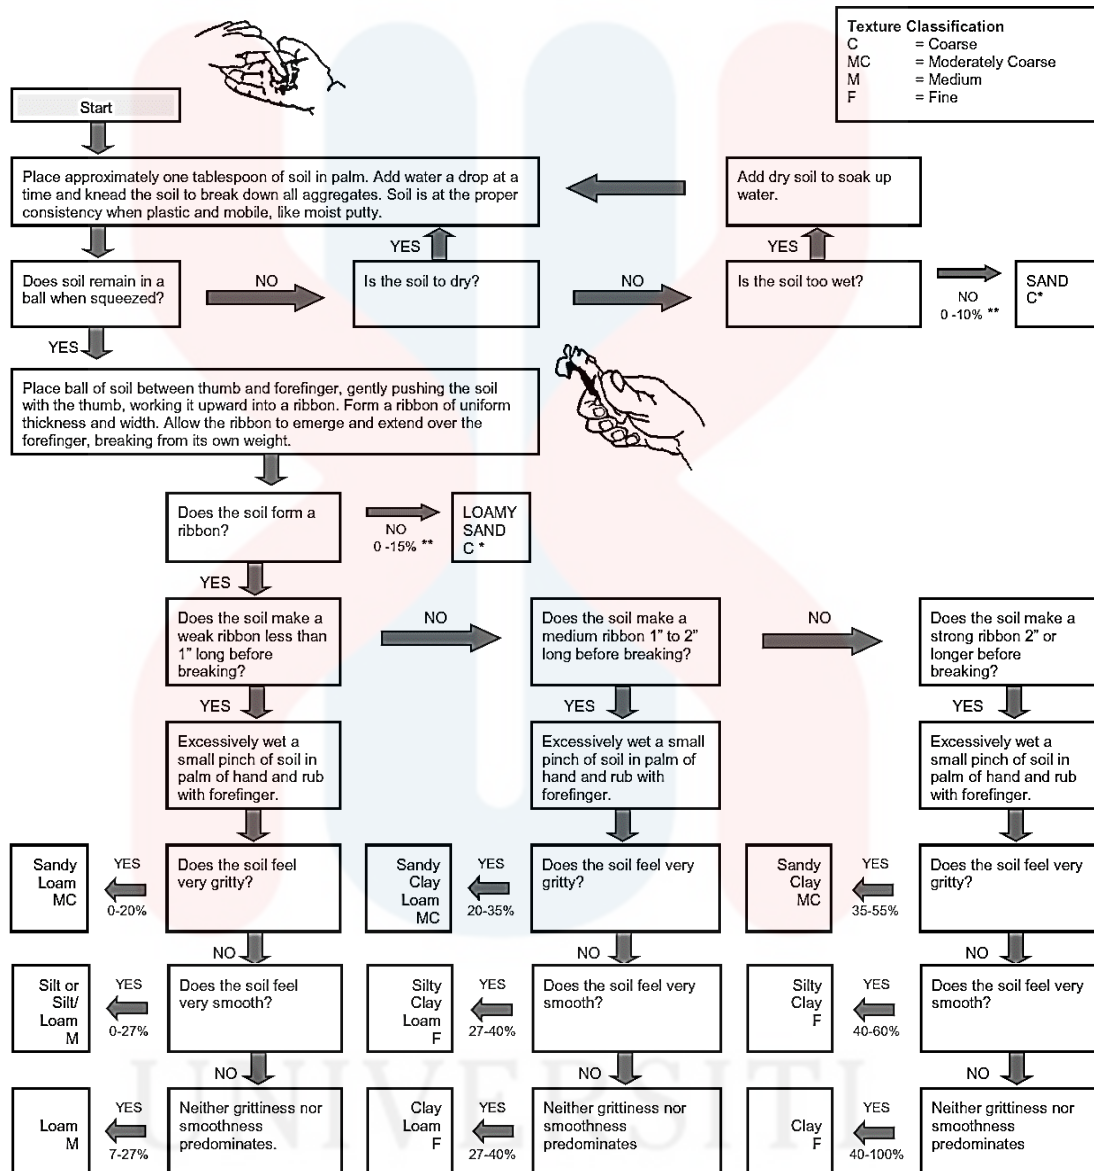 Texture Classification
C = Coarse
MC = Moderately Coarse
M = Medium
F = Fine
Start
Place approximately one tablespoon of soil in palm. Add water a drop at a
time and knead the soil to break down all aggregates. Soil is at the proper
consistency when plastic and mobile, like moist putty.
Add dry soil to soak up
water.
YES
YES
Does soil remain in a
ball when squeezed?
NO
Is the soil to dry?
NO
Is the soil too wet?
NO
0 -10% **
SAND
C*
YES
Place ball of soil between thumb and forefinger, gently pushing the soil
with the thumb, working it upward into a ribbon. Form a ribbon of uniform
thickness and width. Allow the ribbon to emerge and extend over the
forefinger, breaking from its own weight.
Does the soil form a
ribbon?
NO
0 -15% **
LOAMY
SAND
C *
YES
Does the soil make a
weak ribbon less than
1” long before
breaking?
NO
Does the soil make a
medium ribbon 1” to 2”
long before breaking?
NO
Does the soil make a
strong ribbon 2” or
longer before
breaking?
YES
YES
YES
Excessively wet a
small pinch of soil in
palm of hand and rub
with forefinger.
Excessively wet a small
pinch of soil in palm of
hand and rub with
forefinger.
Excessively wet a
small pinch of soil in
palm of hand and rub
with forefinger.
Sandy
Loam
MC
YES
0-20%
Does the soil feel
very gritty?
Sandy
Clay
Loam
MC
YES
20-35%
Does the soil feel very
gritty?
Sandy
Clay
MC
YES
35-55%
Does the soil feel very
gritty?
NO
NO
NO
Silt or
Silt/
Loam
M
YES
0-27%
Does the soil feel
very smooth?
Silty
Clay
Loam
F
YES
27-40%
Does the soil feel very
smooth?
Silty
Clay
F
YES
40-60%
Does the soil feel very
smooth?
NO
NO
NO
Loam
M
YES
7-27%
Neither grittiness nor
smoothness
predominates.
Clay
Loam
F
YES
27-40%
Neither grittiness nor
smoothness
predominates
Clay
F
YES
40-100%
Neither grittiness nor
smoothness
predominates
UNIVERSITI